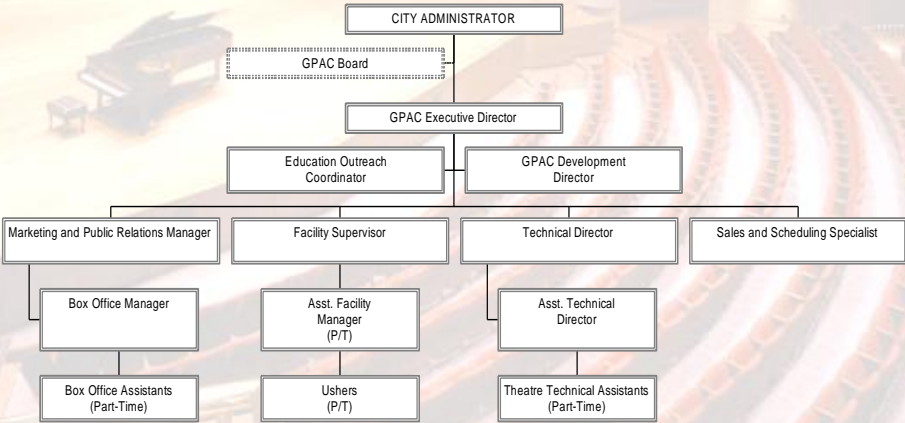 CITY ADMINISTRATOR
GPAC Board
GPAC Executive Director
Education Outreach
Coordinator
GPAC Development
Director
Marketing and Public Relations Manager
Facility Supervisor
Technical Director
Sales and Scheduling Specialist
Box Office Manager
Asst. Facility
Manager
(P/T)
Asst. Technical
Director
Box Office Assistants
(Part-Time)
Ushers
(P/T)
Theatre Technical Assistants
(Part-Time)